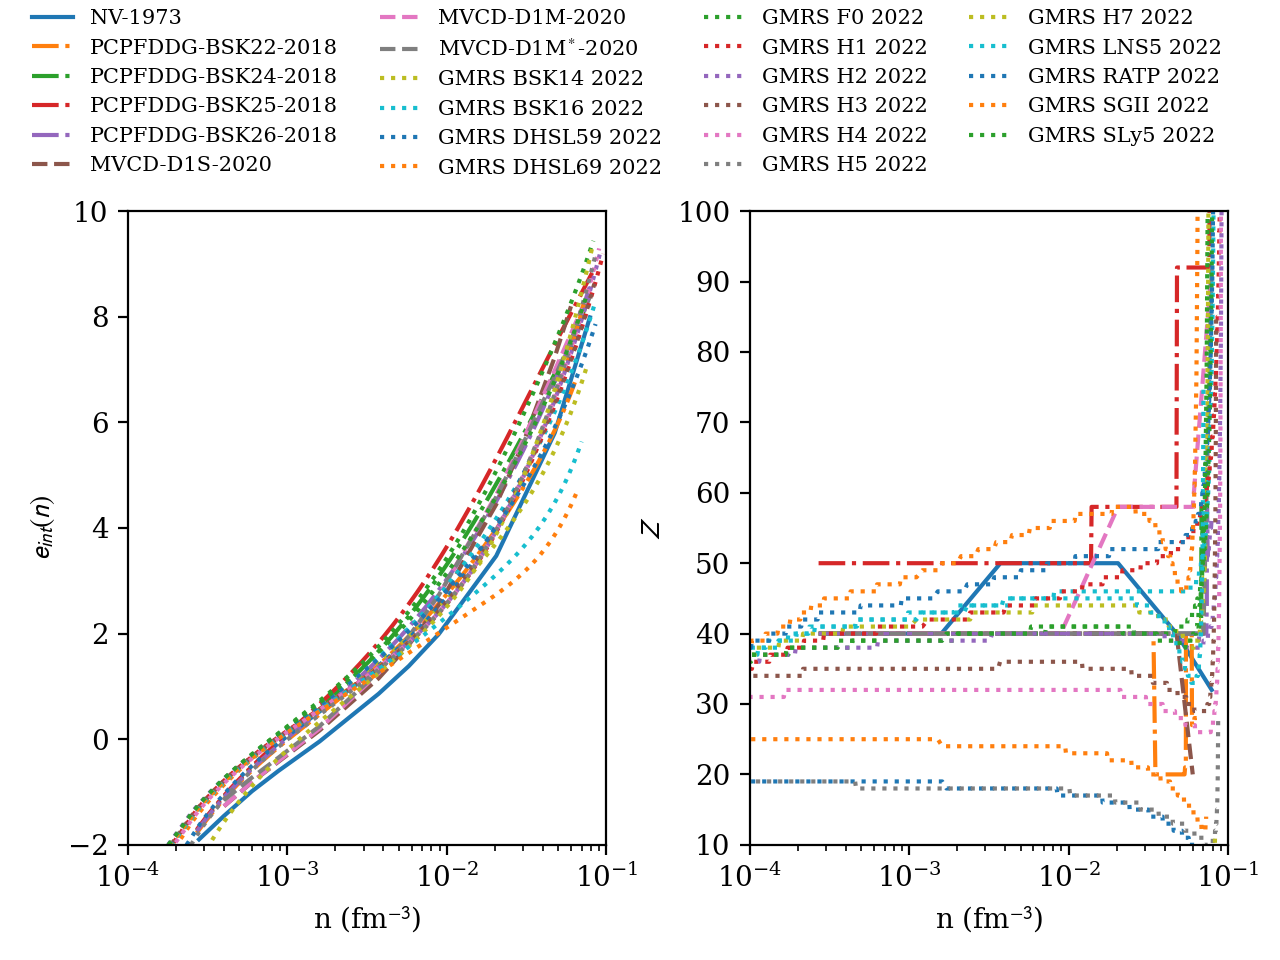 NV-1973
PCPFDDG-BSK22-2018
PCPFDDG-BSK24-2018
PCPFDDG-BSK25-2018
PCPFDDG-BSK26-2018
MVCD-D1S-2020
MVCD-D1M-2020
MVCD-D1M*-2020
GMRS BSK14 2022
GMRS BSK16 2022
GMRS DHSL59 2022
GMRS DHSL69 2022
GMRS F0 2022
GMRS H1 2022
GMRS H2 2022
GMRS H3 2022
GMRS H4 2022
GMRS H5 2022
GMRS H7 2022
GMRS LNS5 2022
GMRS RATP 2022
GMRS SGII 2022
GMRS SLy5 2022
10
8
6
4
2
0
−2
e_int(n)
10⁻⁴
10⁻³
10⁻²
10⁻¹
n (fm⁻³)
100
90
80
70
60
50
40
30
20
10
Z
10⁻⁴
10⁻³
10⁻²
10⁻¹
n (fm⁻³)